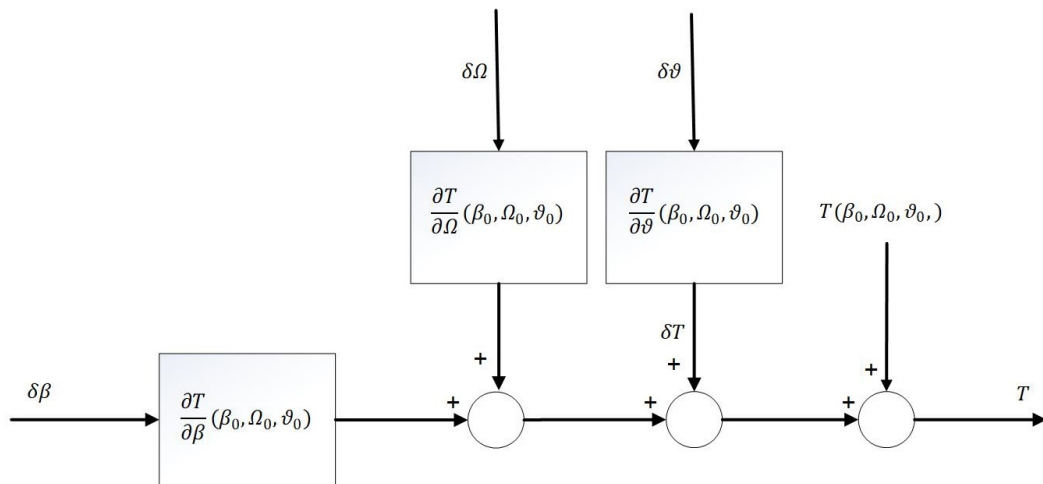 δΩ
δϑ
∂T/∂Ω (β₀, Ω₀, ϑ₀)
∂T/∂ϑ (β₀, Ω₀, ϑ₀)
T(β₀, Ω₀, ϑ₀,)
δT
+ + +
δβ
∂T/∂β (β₀, Ω₀, ϑ₀)
+ + +
T